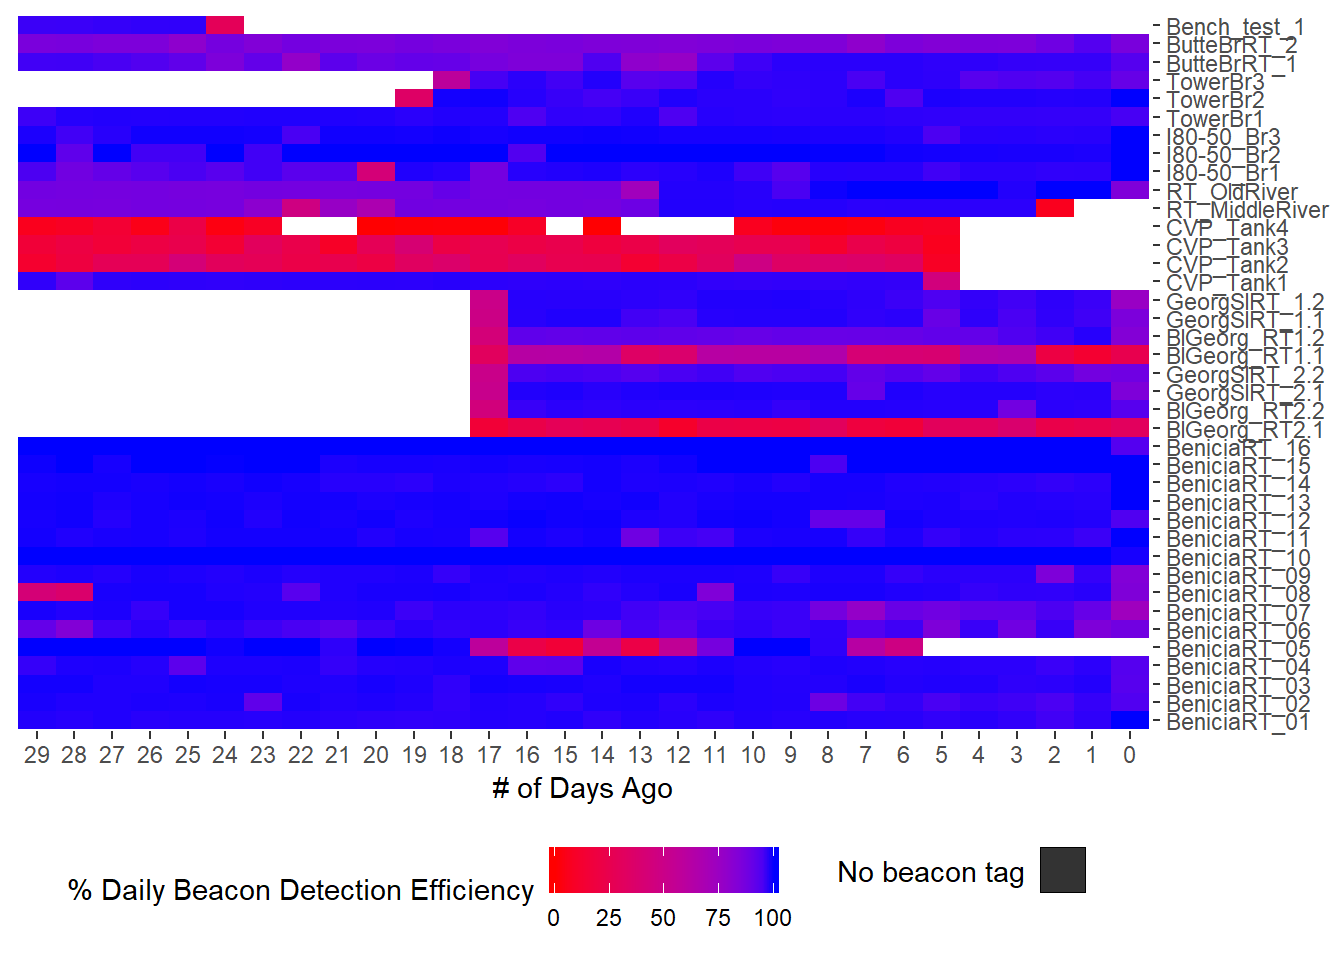 Bench_test_1
ButteBrRT_2
ButteBrRT_1
TowerBr3
TowerBr2
TowerBr1
I80-50_Br3
I80-50_Br2
I80-50_Br1
RT_OldRiver
RT_MiddleRiver
CVP_Tank4
CVP_Tank3
CVP_Tank2
CVP_Tank1
GeorgSlRT_1.2
GeorgSlRT_1.1
BlGeorg_RT1.2
BlGeorg_RT1.1
GeorgSlRT_2.2
GeorgSlRT_2.1
BlGeorg_RT2.2
BlGeorg_RT2.1
BeniciaRT_16
BeniciaRT_15
BeniciaRT_14
BeniciaRT_13
BeniciaRT_12
BeniciaRT_11
BeniciaRT_10
BeniciaRT_09
BeniciaRT_08
BeniciaRT_07
BeniciaRT_06
BeniciaRT_05
BeniciaRT_04
BeniciaRT_03
BeniciaRT_02
BeniciaRT_01
29 28 27 26 25 24 23 22 21 20 19 18 17 16 15 14 13 12 11 10 9 8 7 6 5 4 3 2 1 0
# of Days Ago
% Daily Beacon Detection Efficiency
0 25 50 75 100
No beacon tag